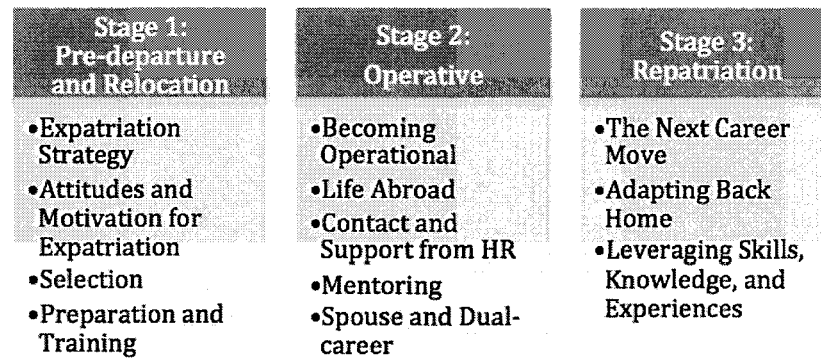 Stage 1:
Pre-departure
and Relocation
•Expatriation
Strategy
•Attitudes and
Motivation for
Expatriation
•Selection
•Preparation and
Training
Stage 2:
Operative
•Becoming
Operational
•Life Abroad
•Contact and
Support from HR
•Mentoring
•Spouse and Dual-
career
Stage 3:
Repatriation
•The Next Career
Move
•Adapting Back
Home
•Leveraging Skills,
Knowledge, and
Experiences